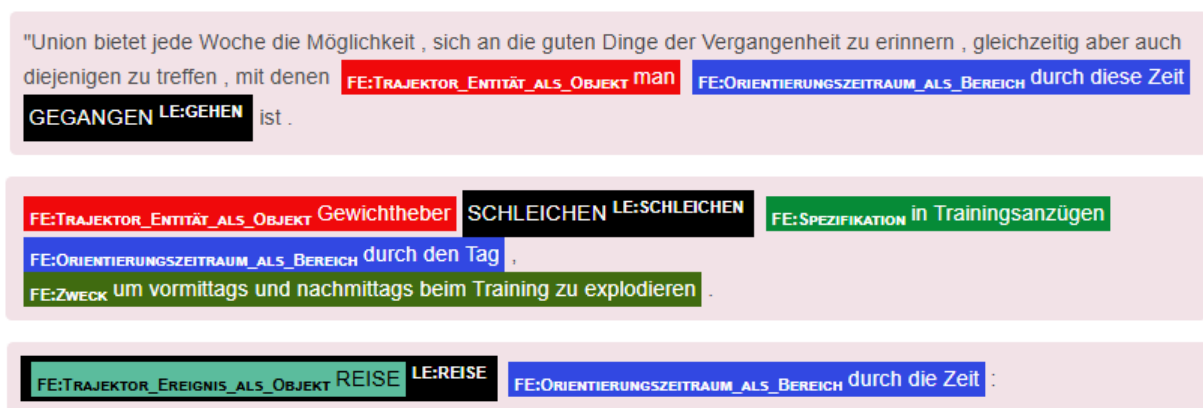 "Union bietet jede Woche die Möglichkeit , sich an die guten Dinge der Vergangenheit zu erinnern , gleichzeitig aber auch
diejenigen zu treffen , mit denen FE:TRAJEKTOR_ENTITÄT_ALS_OBJEKT man FE:ORIENTIERUNGSZEITRAUM_ALS_BEREICH durch diese Zeit
GEGANGEN LE:GEHEN ist .
FE:TRAJEKTOR_ENTITÄT_ALS_OBJEKT Gewichtheber SCHLEICHEN LE:SCHLEICHEN FE:SPEZIFIKATION in Trainingsanzügen
FE:ORIENTIERUNGSZEITRAUM_ALS_BEREICH durch den Tag ,
FE:ZWECK um vormittags und nachmittags beim Training zu explodieren .
FE:TRAJEKTOR_EREIGNIS_ALS_OBJEKT REISE LE:REISE FE:ORIENTIERUNGSZEITRAUM_ALS_BEREICH durch die Zeit :